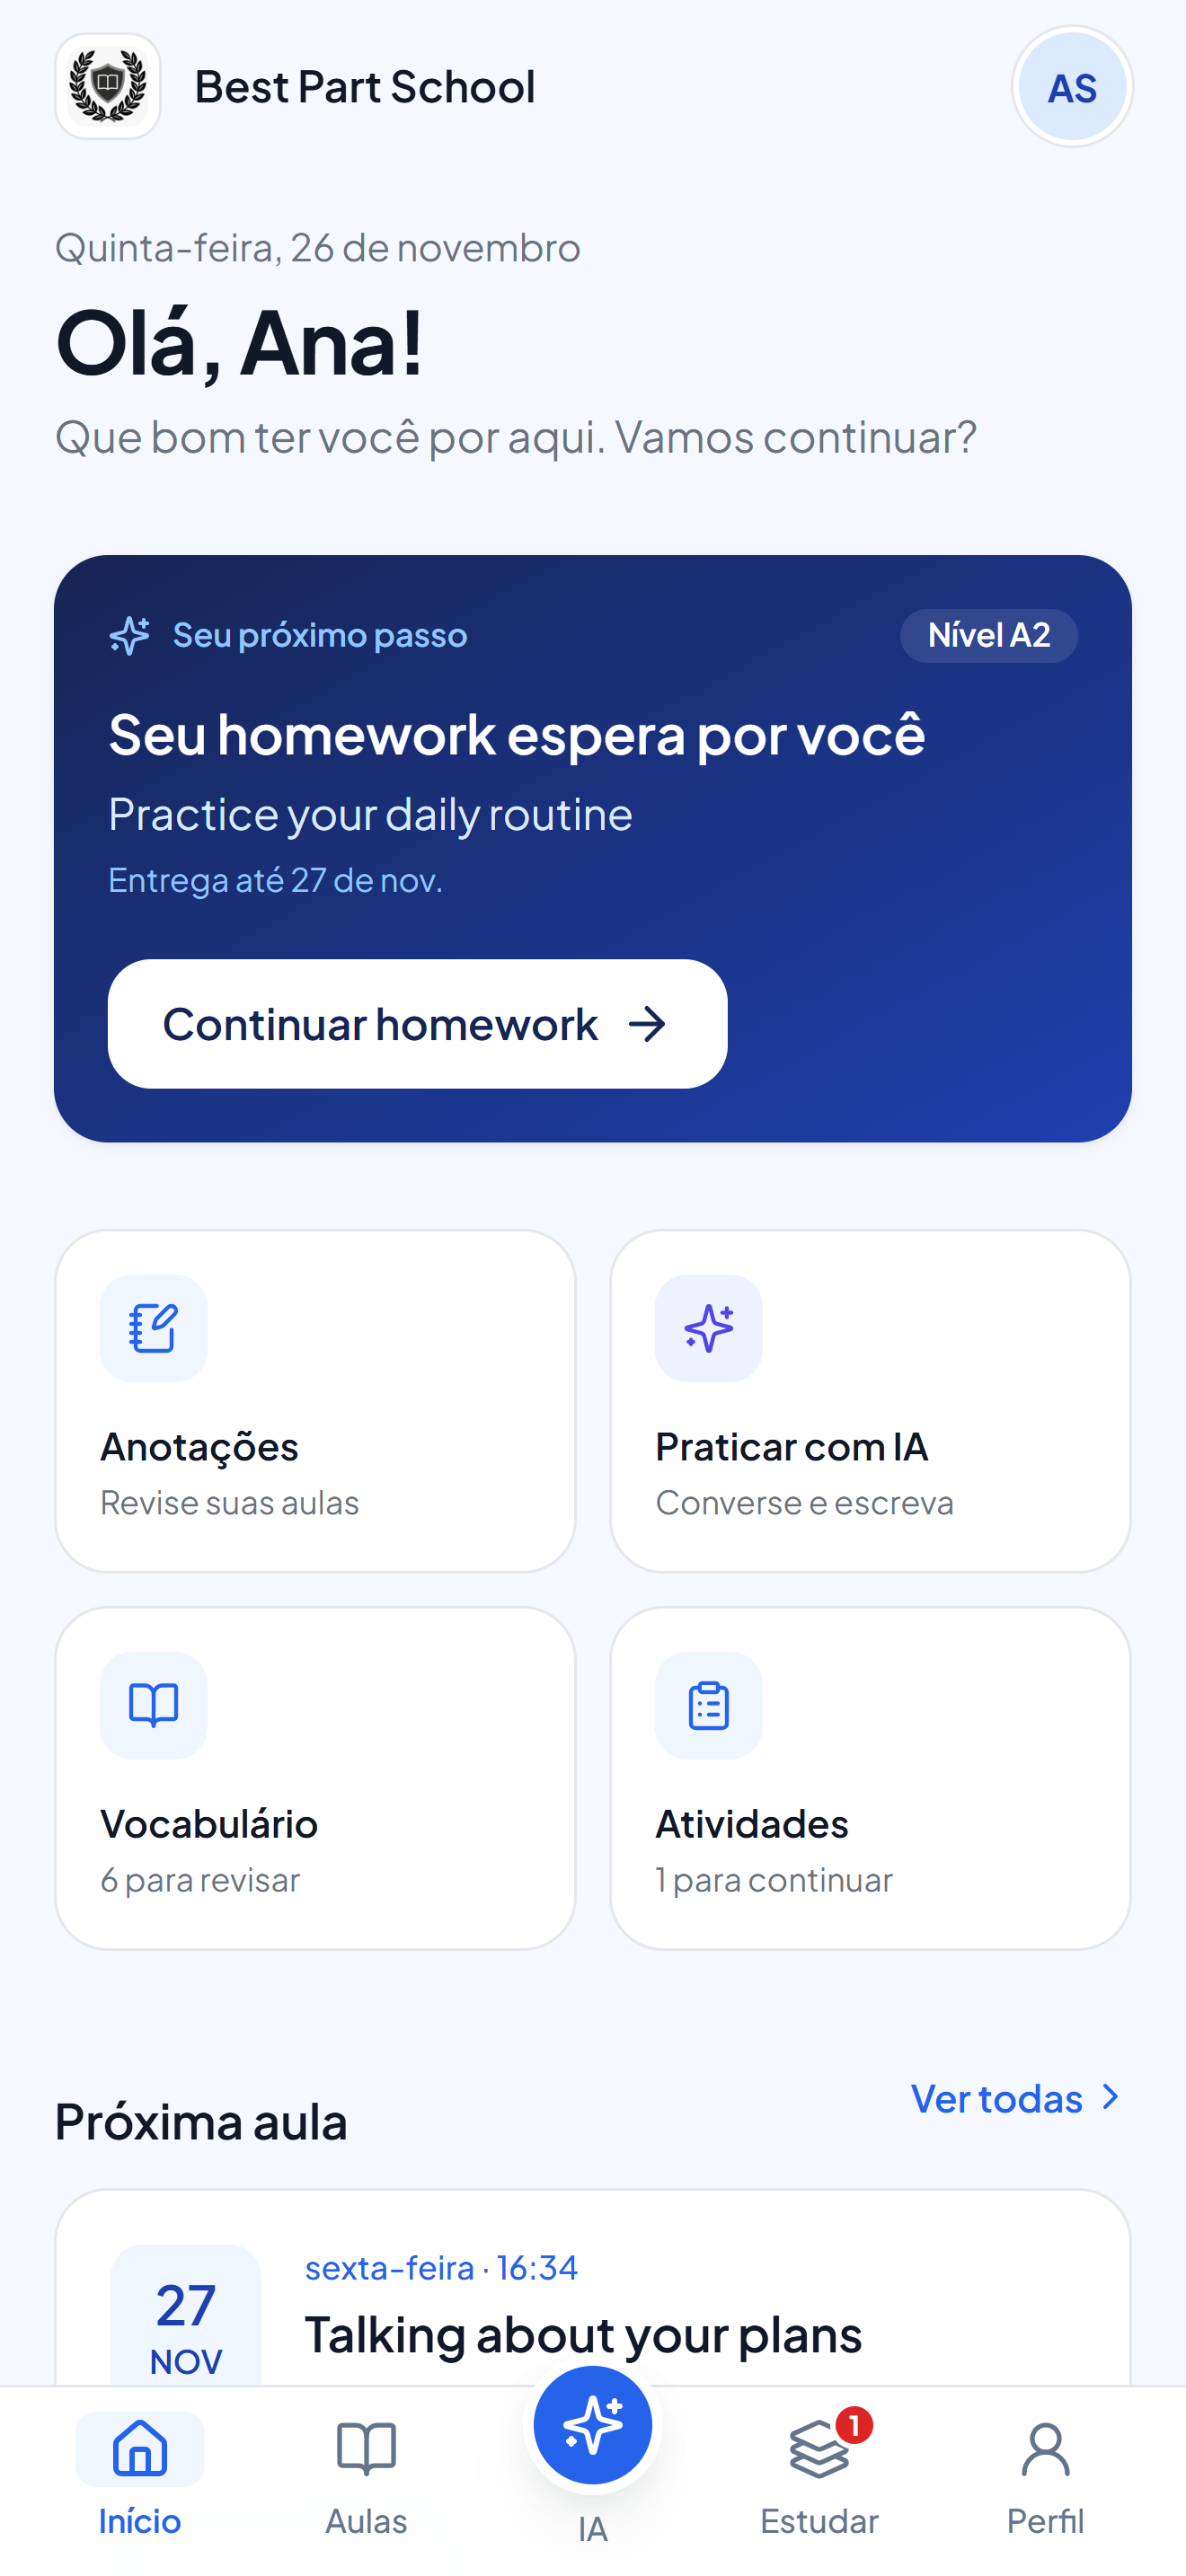 Best Part School
AS
Quinta-feira, 26 de novembro
Olá, Ana!
Que bom ter você por aqui. Vamos continuar?
Seu próximo passo
Nível A2
Seu homework espera por você
Practice your daily routine
Entrega até 27 de nov.
Continuar homework
Anotações
Revise suas aulas
Praticar com IA
Converse e escreva
Vocabulário
6 para revisar
Atividades
1 para continuar
Próxima aula
Ver todas
27
NOV
sexta-feira · 16:34
Talking about your plans
Início
Aulas
IA
1
Estudar
Perfil